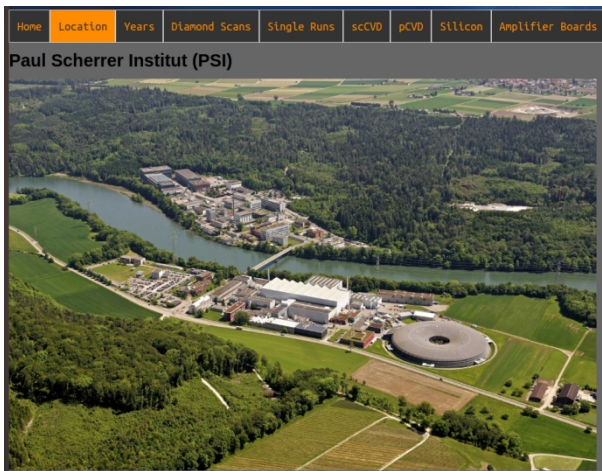 Home Location Years Diamond Scans Single Runs scCVD pCVD Silicon Amplifier Boards
Paul Scherrer Institut (PSI)